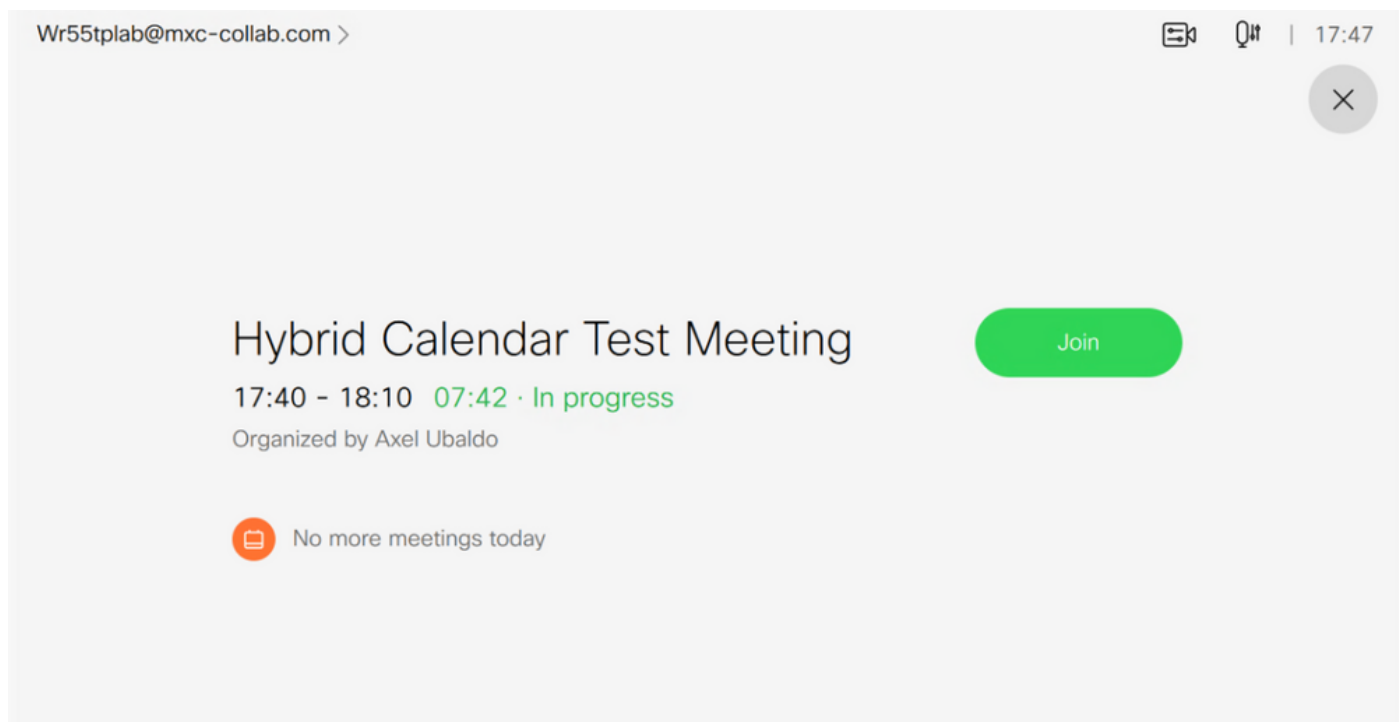 Wr55tplab@mxc-collab.com >
| 17:47
Hybrid Calendar Test Meeting
Join
17:40 - 18:10 07:42 · In progress
Organized by Axel Ubaldo
No more meetings today